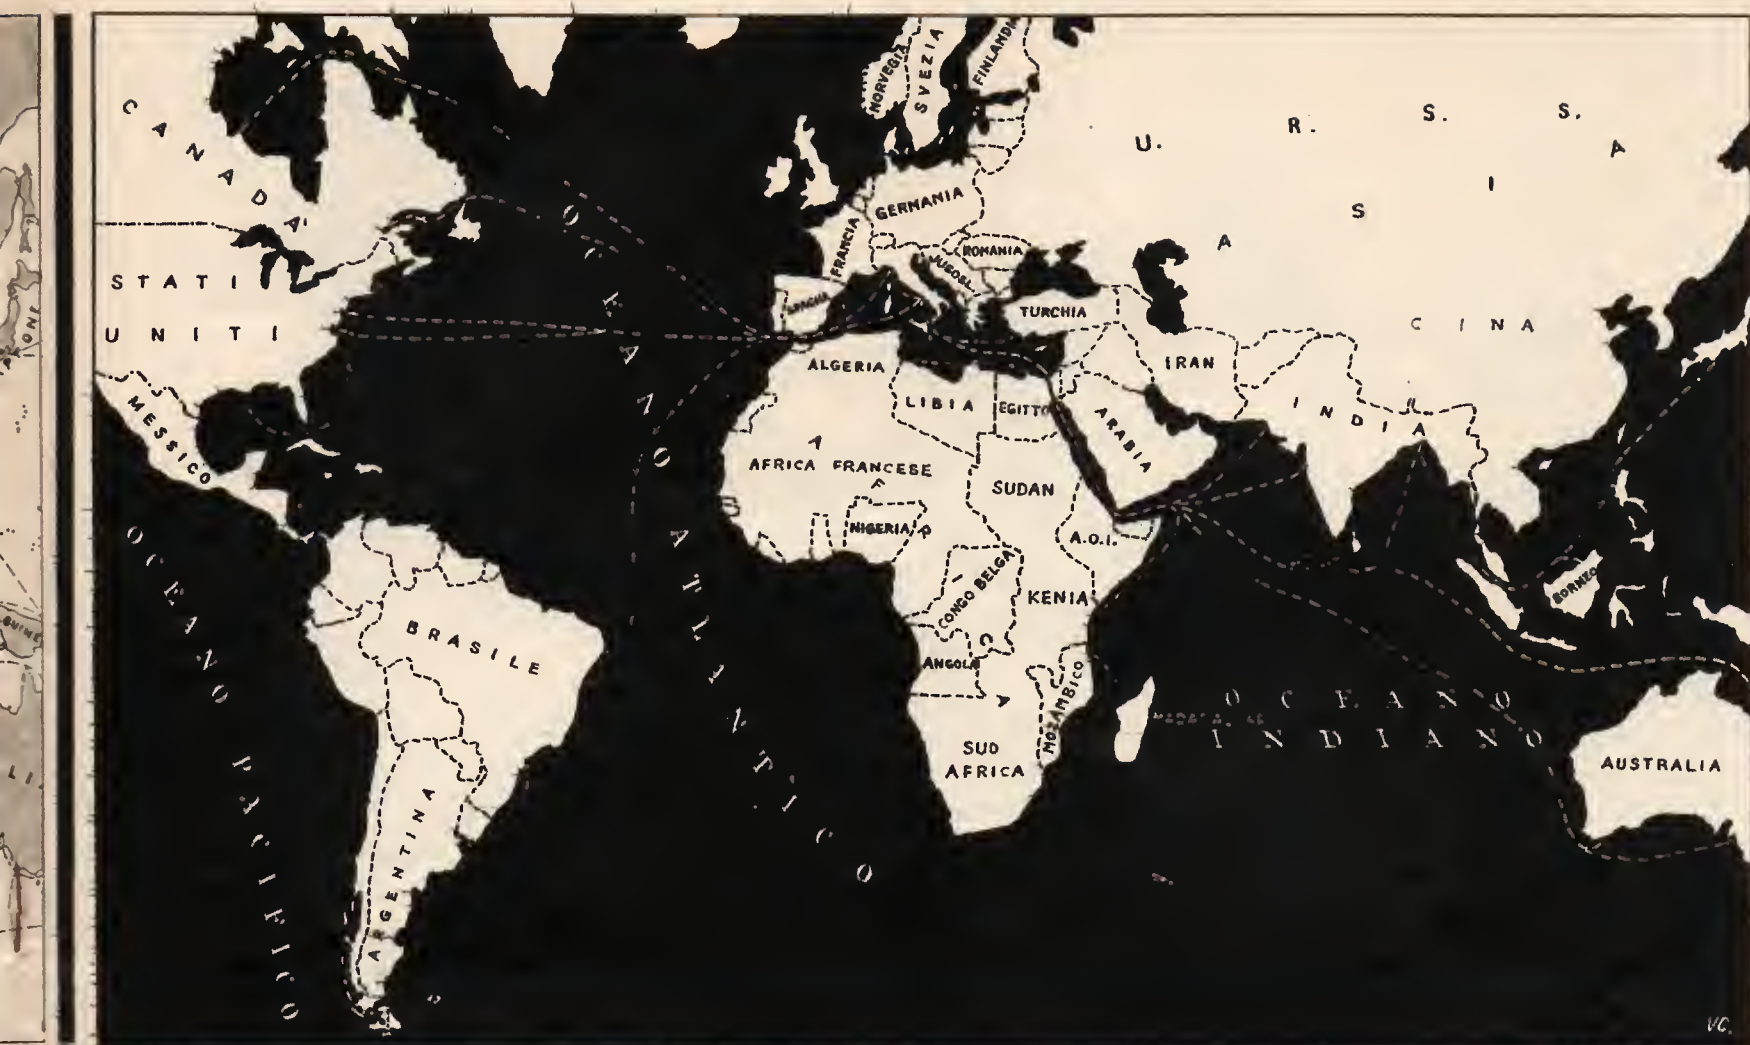 NORVEGIA
SVEZIA
FINLANDIA
CANADA
U. R. S. S.
ASIA
GERMANIA
FRANCIA
ROMANIA
JUGOSL.
SPAGNA
STATI
UNITI
TURCHIA
CINA
IRAN
INDIA
ALGERIA
LIBIA
EGITTO
ARABIA
MESSICO
AFRICA FRANCESE
AFRICA
SUDAN
NIGERIA
A.O.I.
CONGO BELGA
KENIA
BORNEO
OCEANO PACIFICO
OCEANO ATLANTICO
BRASILE
ANGOLA
MOZAMBICO
OCEANO
INDIANO
SUD
AFRICA
AUSTRALIA
ARGENTINA
VC.